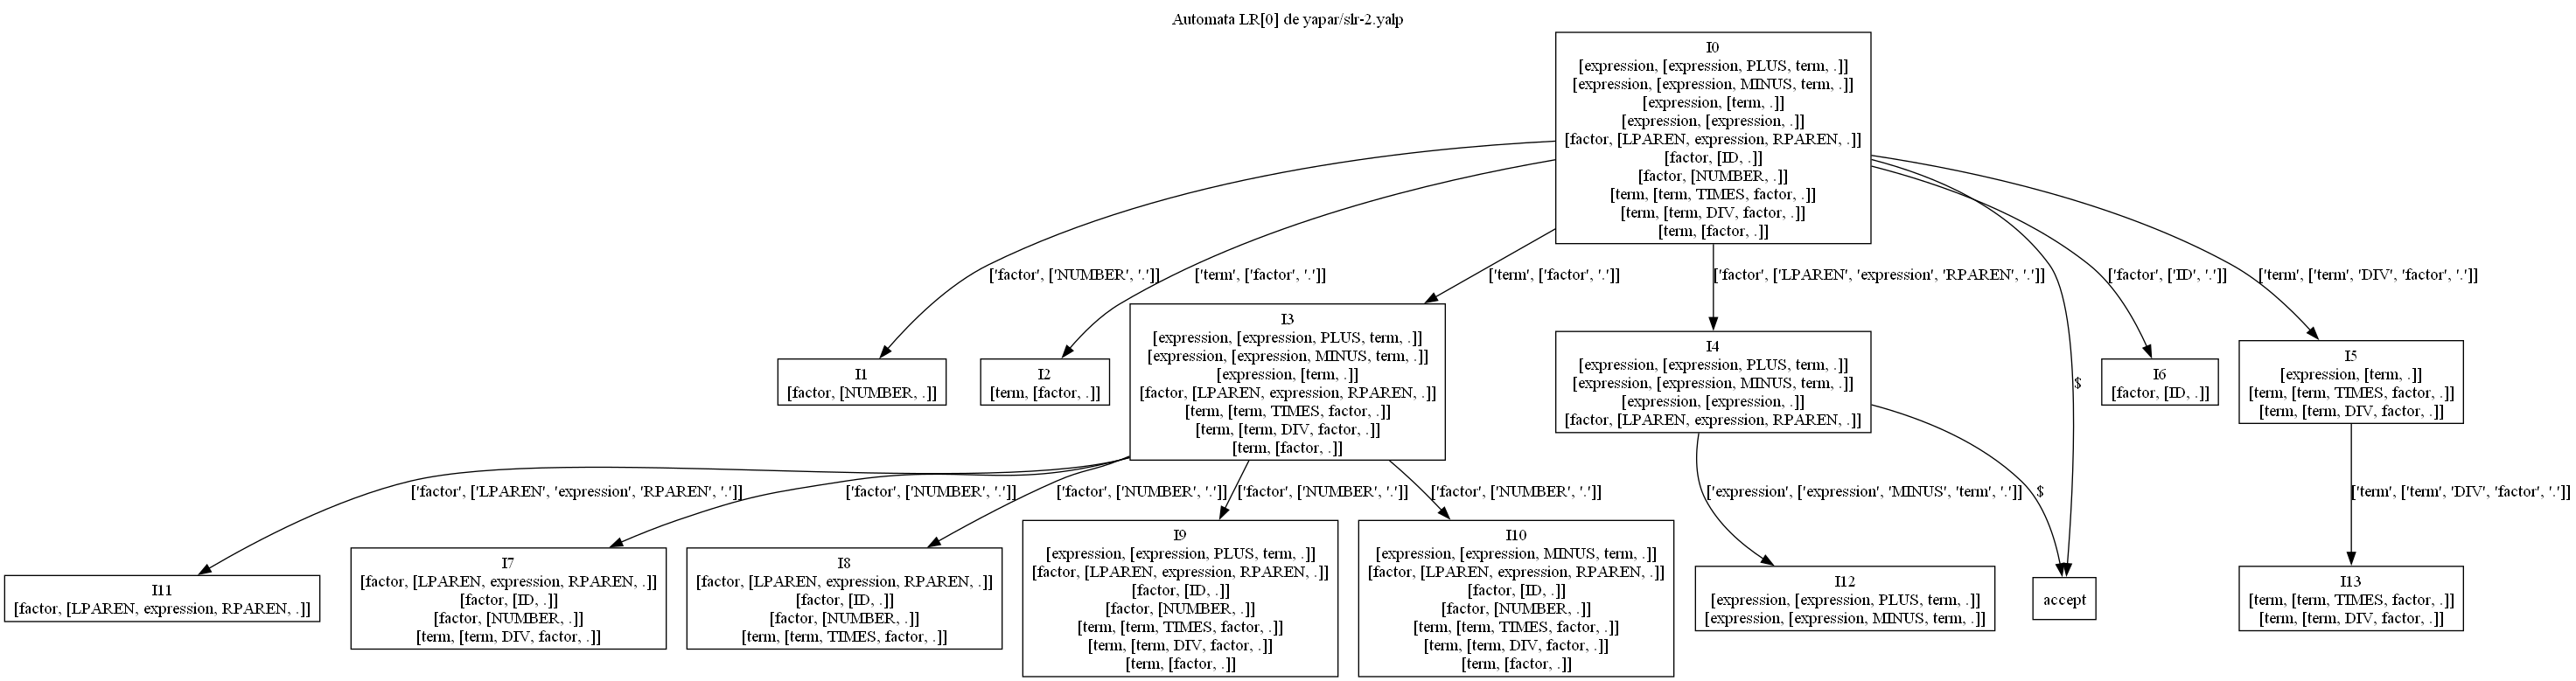 Automata LR[0] de yapar/slr-2.yalp
I0
[expression, [expression, PLUS, term, .]]
[expression, [expression, MINUS, term, .]]
[expression, [term, .]]
[expression, [expression, .]]
[factor, [LPAREN, expression, RPAREN, .]]
[factor, [ID, .]]
[factor, [NUMBER, .]]
[term, [term, TIMES, factor, .]]
[term, [term, DIV, factor, .]]
[term, [factor, .]]
['factor', ['NUMBER', '.']]
['term', ['factor', '.']]
['term', ['factor', '.']]
['factor', ['LPAREN', 'expression', 'RPAREN', '.']]
['factor', ['ID', '.']]
['term', ['term', 'DIV', 'factor', '.']]
I1
[factor, [NUMBER, .]]
I2
[term, [factor, .]]
I3
[expression, [expression, PLUS, term, .]]
[expression, [expression, MINUS, term, .]]
[expression, [term, .]]
[factor, [LPAREN, expression, RPAREN, .]]
[term, [term, TIMES, factor, .]]
[term, [term, DIV, factor, .]]
[term, [factor, .]]
I4
[expression, [expression, PLUS, term, .]]
[expression, [expression, MINUS, term, .]]
[expression, [expression, .]]
[factor, [LPAREN, expression, RPAREN, .]]
$
I6
[factor, [ID, .]]
I5
[expression, [term, .]]
[term, [term, TIMES, factor, .]]
[term, [term, DIV, factor, .]]
['factor', ['LPAREN', 'expression', 'RPAREN', '.']]
['factor', ['NUMBER', '.']]
['factor', ['NUMBER', '.']]
['factor', ['NUMBER', '.']]
['factor', ['NUMBER', '.']]
['expression', ['expression', 'MINUS', 'term', '.']]
$
['term', ['term', 'DIV', 'factor', '.']]
I11
[factor, [LPAREN, expression, RPAREN, .]]
I7
[factor, [LPAREN, expression, RPAREN, .]]
[factor, [ID, .]]
[factor, [NUMBER, .]]
[term, [term, DIV, factor, .]]
I8
[factor, [LPAREN, expression, RPAREN, .]]
[factor, [ID, .]]
[factor, [NUMBER, .]]
[term, [term, TIMES, factor, .]]
I9
[expression, [expression, PLUS, term, .]]
[factor, [LPAREN, expression, RPAREN, .]]
[factor, [ID, .]]
[factor, [NUMBER, .]]
[term, [term, TIMES, factor, .]]
[term, [term, DIV, factor, .]]
[term, [factor, .]]
I10
[expression, [expression, MINUS, term, .]]
[factor, [LPAREN, expression, RPAREN, .]]
[factor, [ID, .]]
[factor, [NUMBER, .]]
[term, [term, TIMES, factor, .]]
[term, [term, DIV, factor, .]]
[term, [factor, .]]
I12
[expression, [expression, PLUS, term, .]]
[expression, [expression, MINUS, term, .]]
accept
I13
[term, [term, TIMES, factor, .]]
[term, [term, DIV, factor, .]]